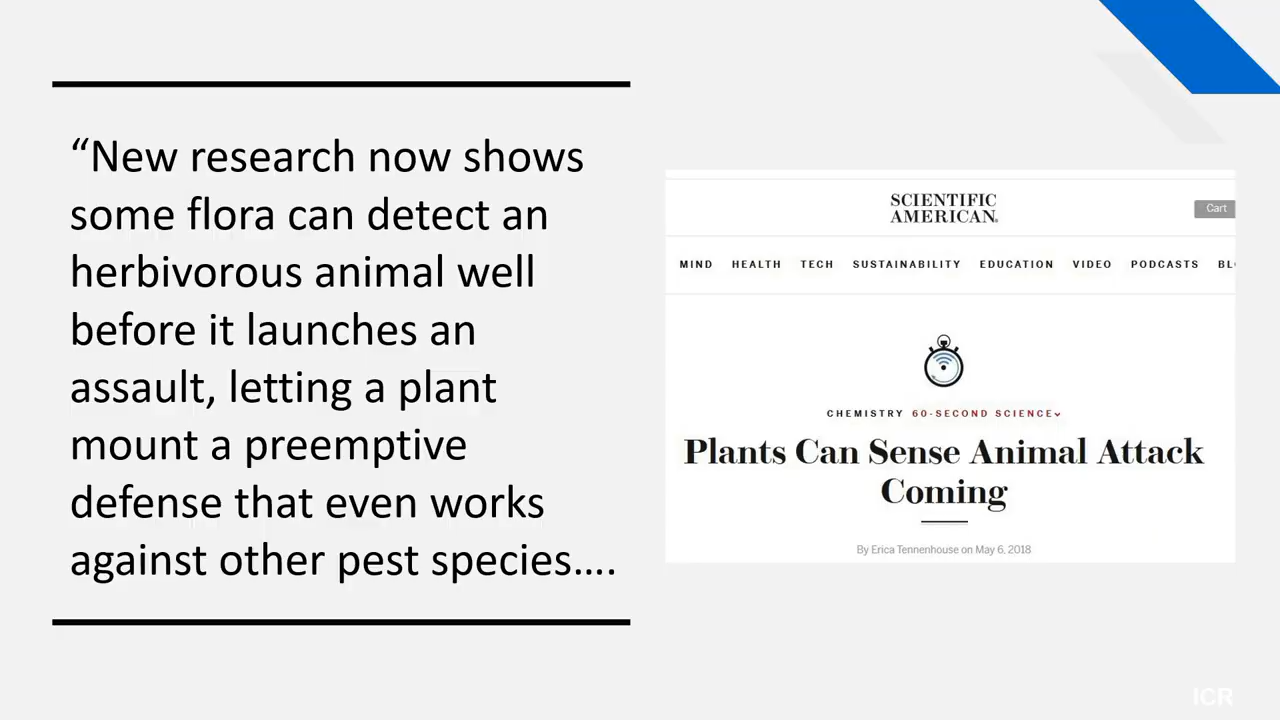 “New research now shows
some flora can detect an
herbivorous animal well
before it launches an
assault, letting a plant
mount a preemptive
defense that even works
against other pest species….
SCIENTIFIC
AMERICAN®
Cart
MIND HEALTH TECH SUSTAINABILITY EDUCATION VIDEO PODCASTS
CHEMISTRY 60-SECOND SCIENCE
Plants Can Sense Animal Attack
Coming
By Erica Tennenhouse on May 6, 2018
ICR